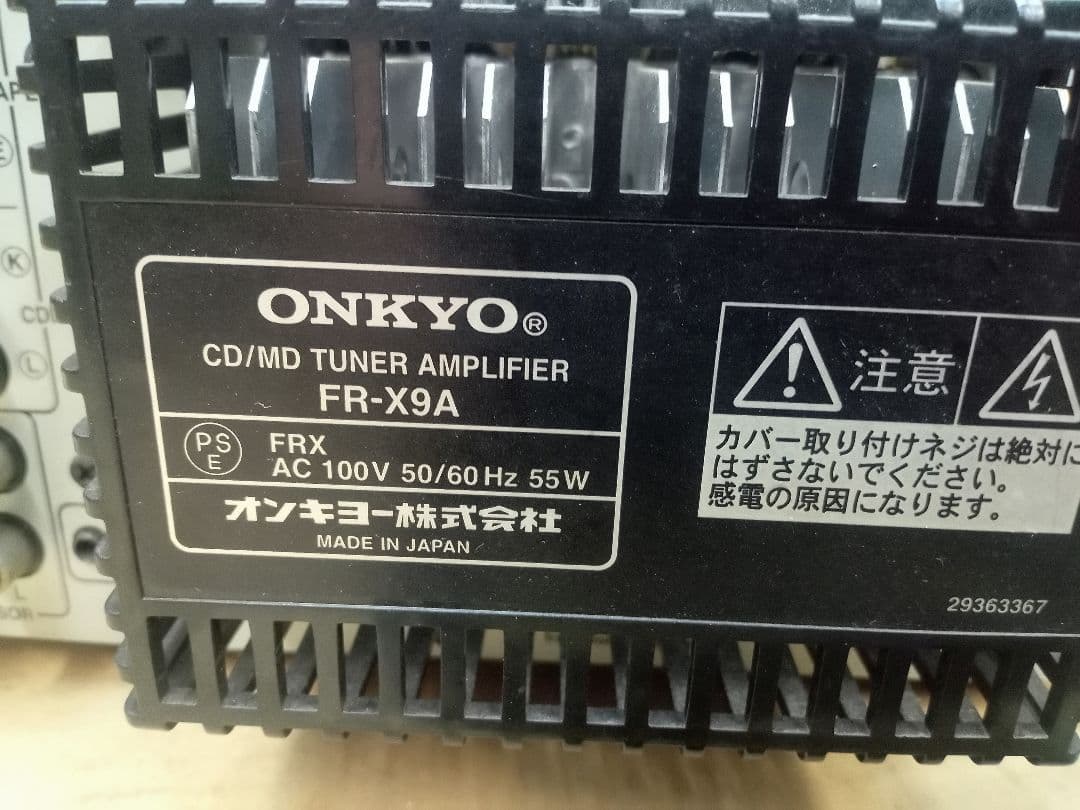 ONKYO®
CD/MD TUNER AMPLIFIER
FR-X9A
PS
E
FRX
AC 100V 50/60Hz 55W
オンキヨー株式会社
MADE IN JAPAN
注意
カバー取り付けネジは絶対に
はずさないでください。
感電の原因になります。
29363367
E
K
CD
L
L